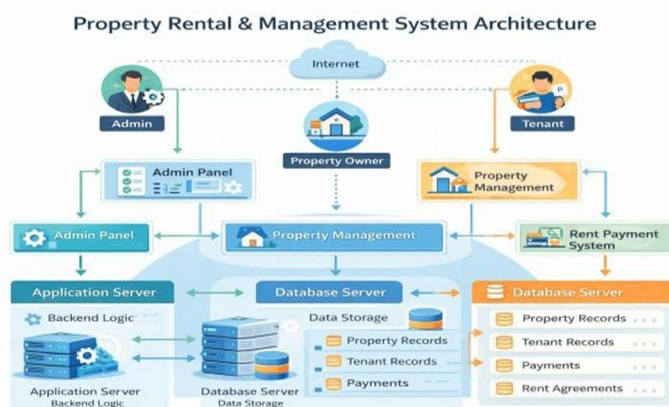 Property Rental & Management System Architecture
Internet
Admin
Property Owner
Tenant
Admin Panel
Property
Management
Admin Panel
Property Management
Rent Payment
System
Application Server
Database Server
Database Server
Backend Logic
Data Storage
Property Records
Tenant Records
Payments
Property Records
Tenant Records
Payments
Rent Agreements
Application Server
Backend Logic
Database Server
Data Storage